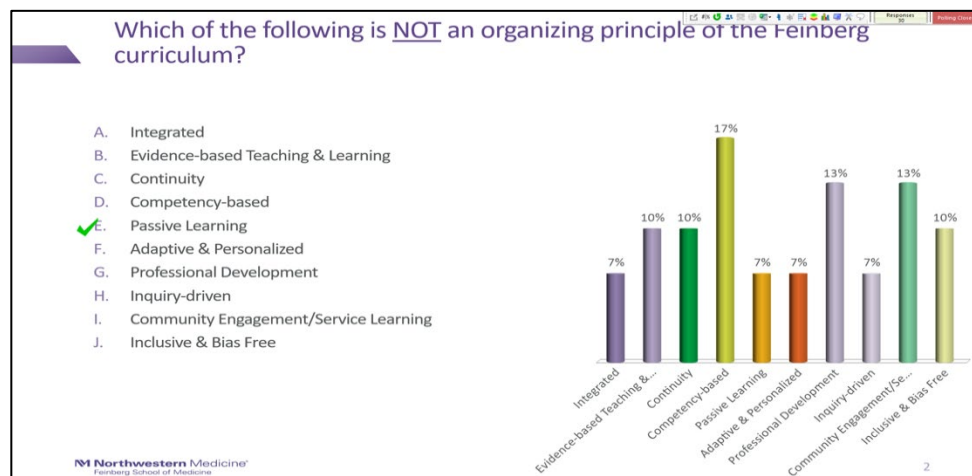 Responses
30
Polling Close
Which of the following is NOT an organizing principle of the Feinberg
curriculum?
A. Integrated
B. Evidence-based Teaching & Learning
C. Continuity
D. Competency-based
E. Passive Learning
F. Adaptive & Personalized
G. Professional Development
H. Inquiry-driven
I. Community Engagement/Service Learning
J. Inclusive & Bias Free
7%
10%
10%
17%
7%
7%
13%
7%
13%
10%
Integrated
Evidence-based Teaching &...
Continuity
Competency-based
Passive Learning
Adaptive & Personalized
Professional Development
Inquiry-driven
Community Engagement/Se...
Inclusive & Bias Free
M Northwestern Medicine®
Feinberg School of Medicine
2